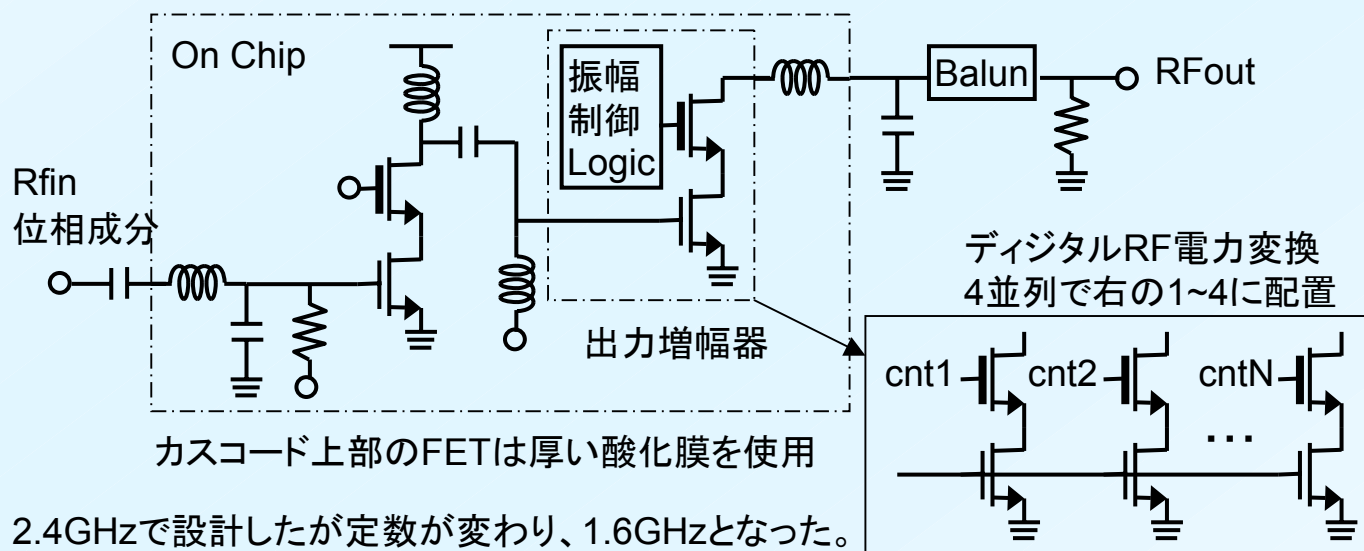 On Chip
振幅
制御
Logic
Balun
RFout
Rfin
位相成分
ディジタルRF電力変換
4並列で右の1~4に配置
出力増幅器
cnt1
cnt2
cntN
…
カスコード上部のFETは厚い酸化膜を使用
2.4GHzで設計したが定数が変わり、1.6GHzとなった。